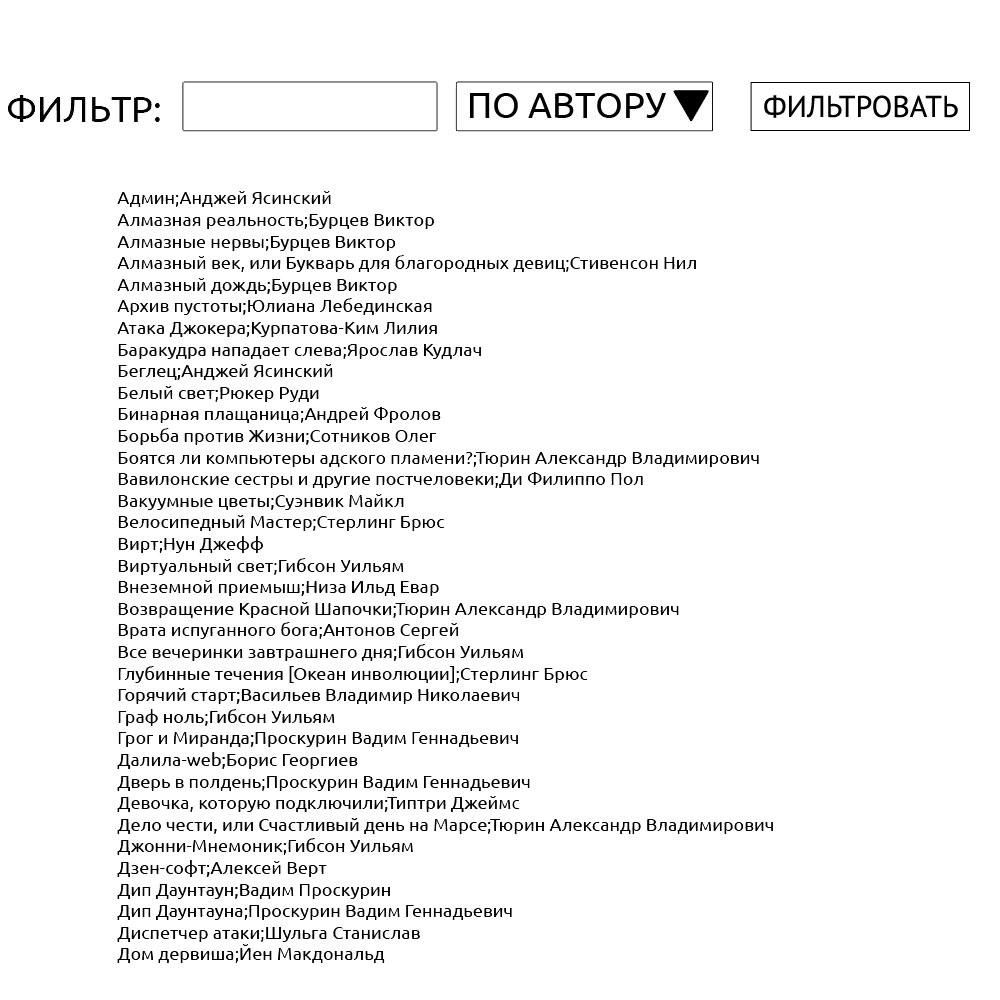 ФИЛЬТР: ПО АВТОРУ ФИЛЬТРОВАТЬ
Админ;Анджей Ясинский
Алмазная реальность;Бурцев Виктор
Алмазные нервы;Бурцев Виктор
Алмазный век, или Букварь для благородных девиц;Стивенсон Нил
Алмазный дождь;Бурцев Виктор
Архив пустоты;Юлиана Лебединская
Атака Джокера;Курпатова-Ким Лилия
Баракудра нападает слева;Ярослав Кудлач
Беглец;Анджей Ясинский
Белый свет;Рюкер Руди
Бинарная плащаница;Андрей Фролов
Борьба против Жизни;Сотников Олег
Боятся ли компьютеры адского пламени?;Тюрин Александр Владимирович
Вавилонские сестры и другие постчеловеки;Ди Филиппо Пол
Вакуумные цветы;Суэнвик Майкл
Велосипедный Мастер;Стерлинг Брюс
Вирт;Нун Джефф
Виртуальный свет;Гибсон Уильям
Внеземной приемыш;Низа Ильд Евар
Возвращение Красной Шапочки;Тюрин Александр Владимирович
Врата испуганного бога;Антонов Сергей
Все вечеринки завтрашнего дня;Гибсон Уильям
Глубинные течения [Океан инволюции];Стерлинг Брюс
Горячий старт;Васильев Владимир Николаевич
Граф ноль;Гибсон Уильям
Грог и Миранда;Проскурин Вадим Геннадьевич
Далила-web;Борис Георгиев
Дверь в полдень;Проскурин Вадим Геннадьевич
Девочка, которую подключили;Типтри Джеймс
Дело чести, или Счастливый день на Марсе;Тюрин Александр Владимирович
Джонни-Мнемоник;Гибсон Уильям
Дзен-софт;Алексей Верт
Дип Даунтаун;Вадим Проскурин
Дип Даунтауна;Проскурин Вадим Геннадьевич
Диспетчер атаки;Шульга Станислав
Дом дервиша;Йен Макдональд